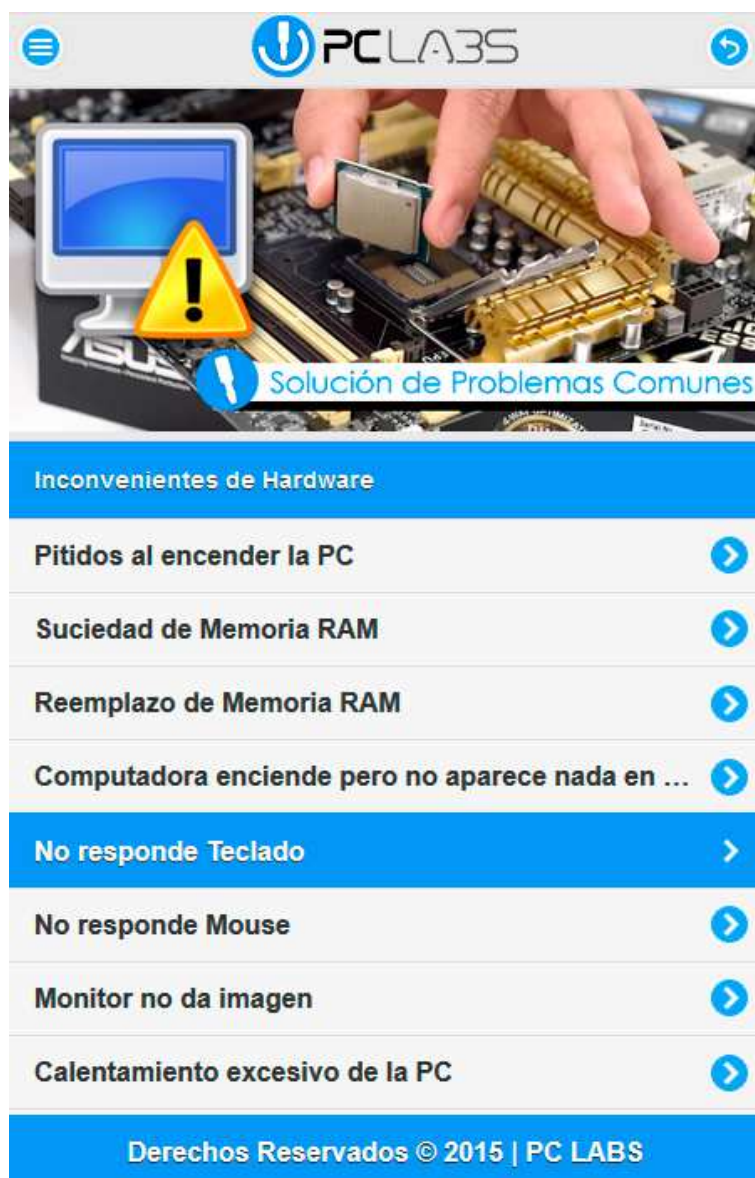 PCLABS
ASUS
Solución de Problemas Comunes
Inconvenientes de Hardware
Pitidos al encender la PC
Suciedad de Memoria RAM
Reemplazo de Memoria RAM
Computadora enciende pero no aparece nada en ...
No responde Teclado
No responde Mouse
Monitor no da imagen
Calentamiento excesivo de la PC
Derechos Reservados © 2015 | PC LABS